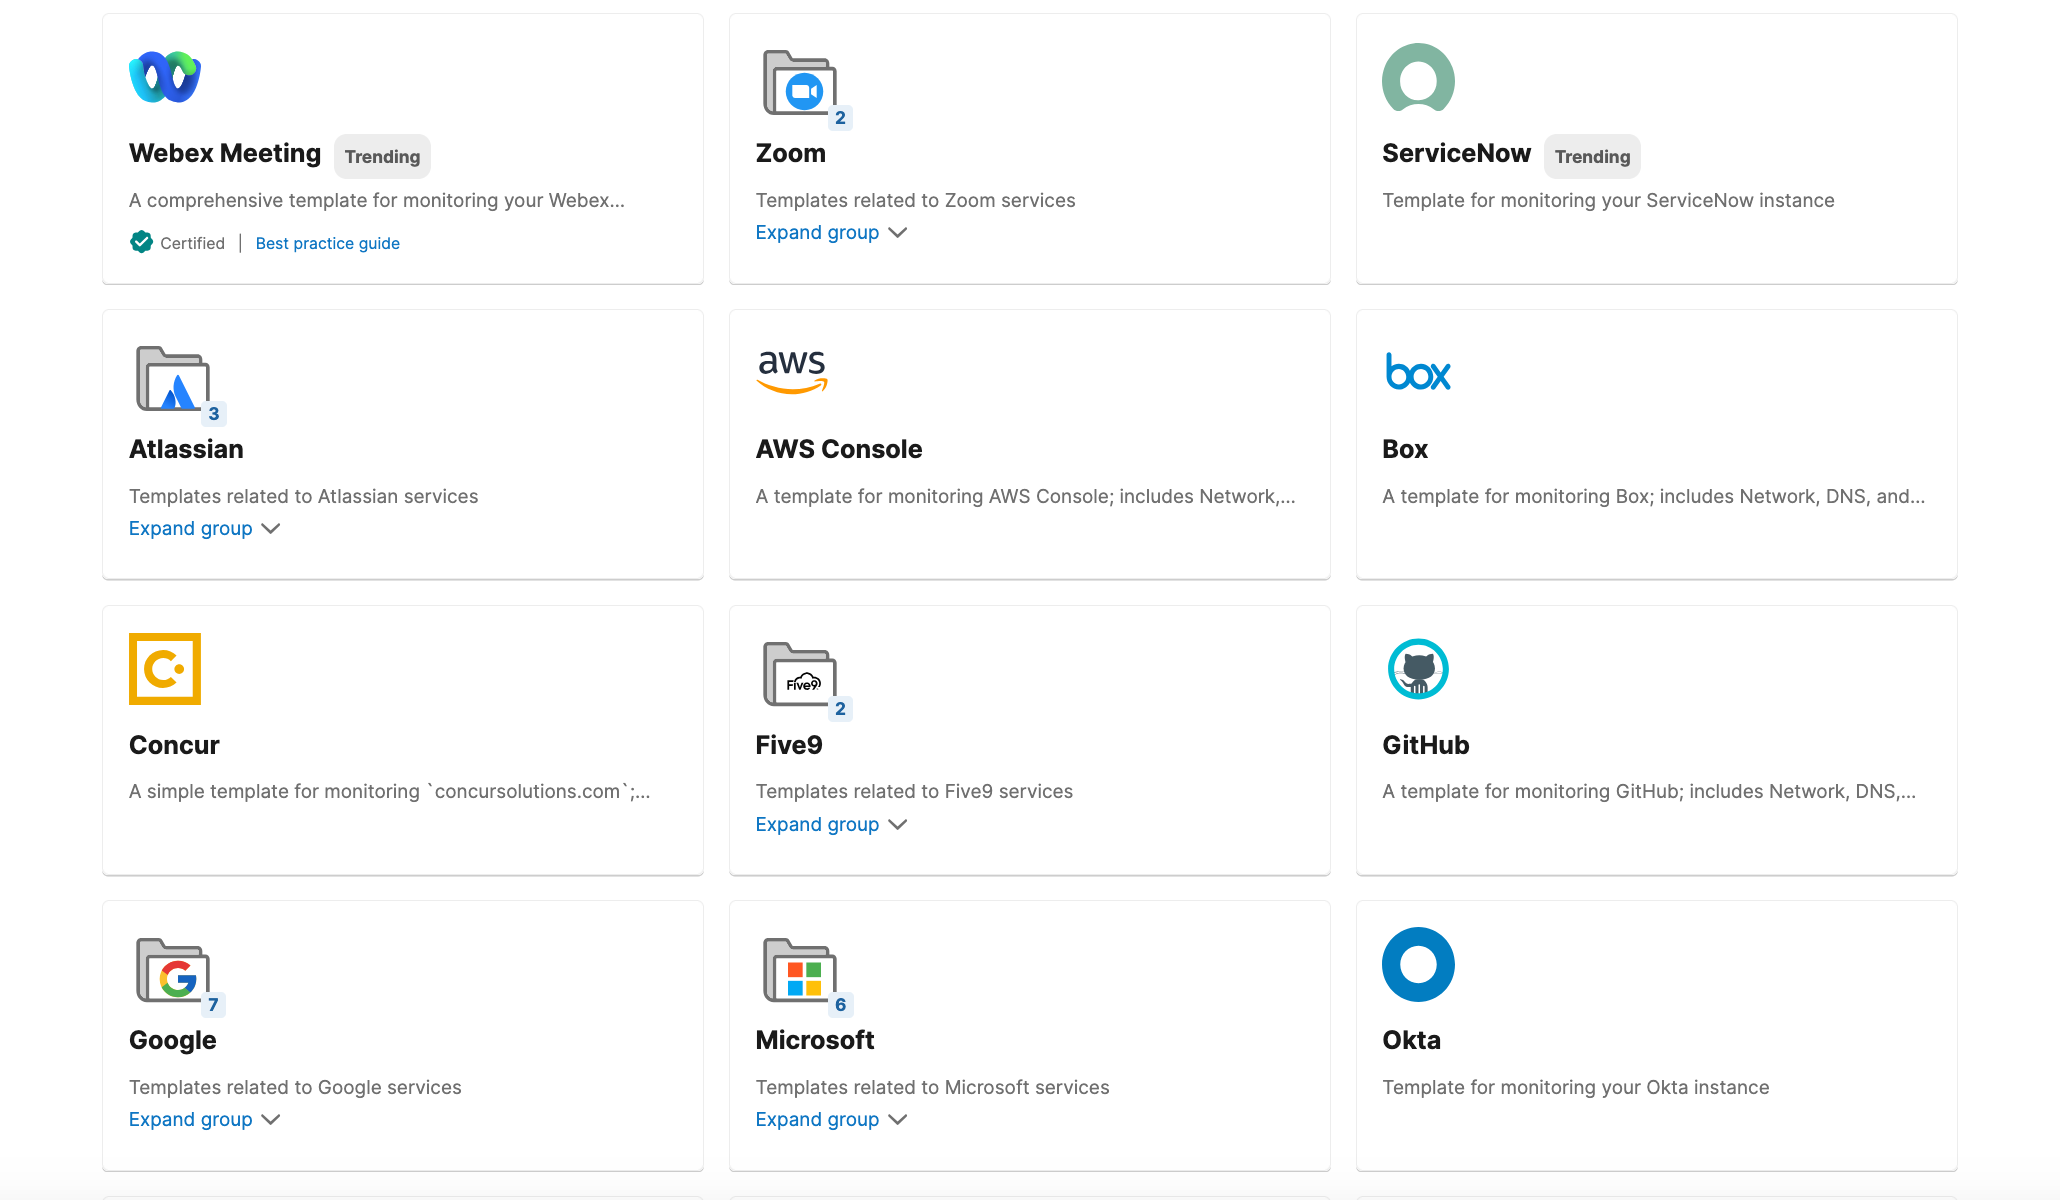 Webex Meeting Trending
A comprehensive template for monitoring your Webex...
Certified | Best practice guide
2
Zoom
Templates related to Zoom services
Expand group
ServiceNow Trending
Template for monitoring your ServiceNow instance
3
Atlassian
Templates related to Atlassian services
Expand group
aws
AWS Console
A template for monitoring AWS Console; includes Network,...
box
Box
A template for monitoring Box; includes Network, DNS, and...
Concur
A simple template for monitoring `concursolutions.com`;...
Five9
2
Five9
Templates related to Five9 services
Expand group
GitHub
A template for monitoring GitHub; includes Network, DNS,...
7
Google
Templates related to Google services
Expand group
6
Microsoft
Templates related to Microsoft services
Expand group
Okta
Template for monitoring your Okta instance